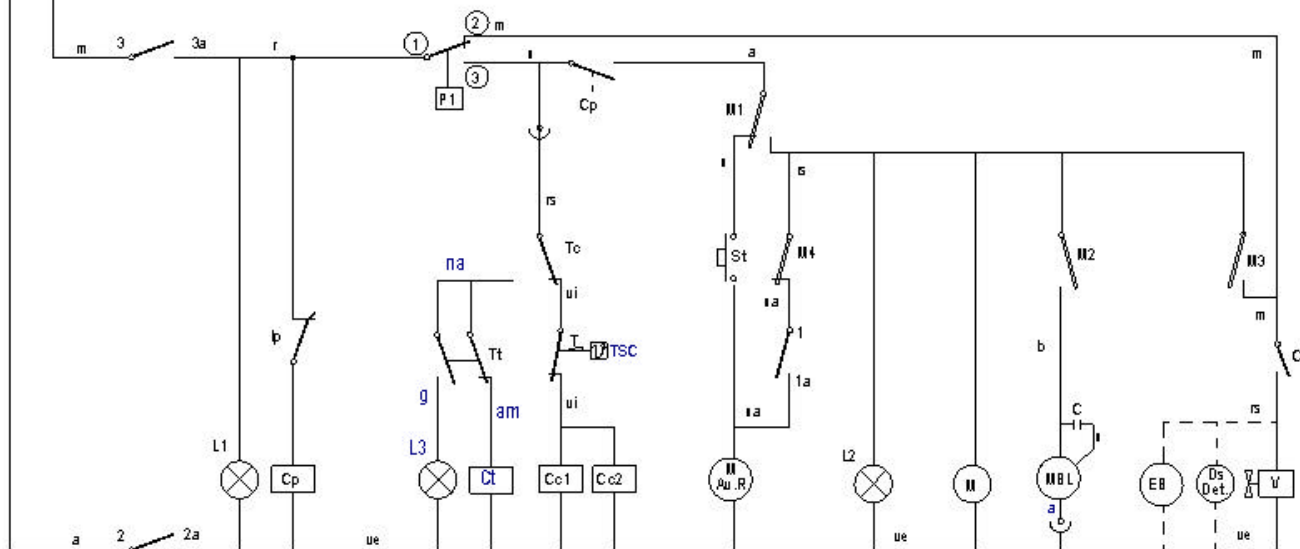 2 m
m 3 3a r 1 a m
3
P1 Cp
M1
rs
rs
Tc St M4 M2 M3
na ui m
Ip T TSC 1 C
Tt b
g am ui 1a C rs
L1 L3 L2
Cp Ct Cc1 Cc2 M Au.R M MBL EB Ds Det. V
a
a 2 2a ue ue ue